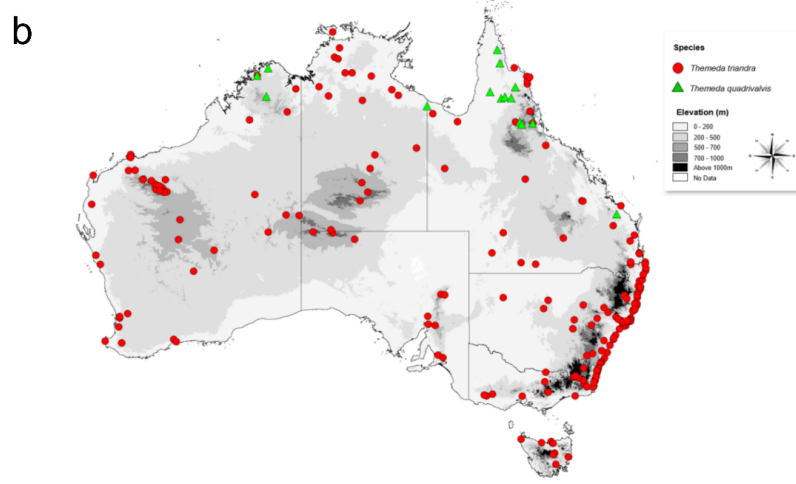 b
Species
Themeda triandra
Themeda quadrivalvis
Elevation (m)
0 - 200
200 - 500
500 - 700
700 - 1000
Above 1000m
No Data